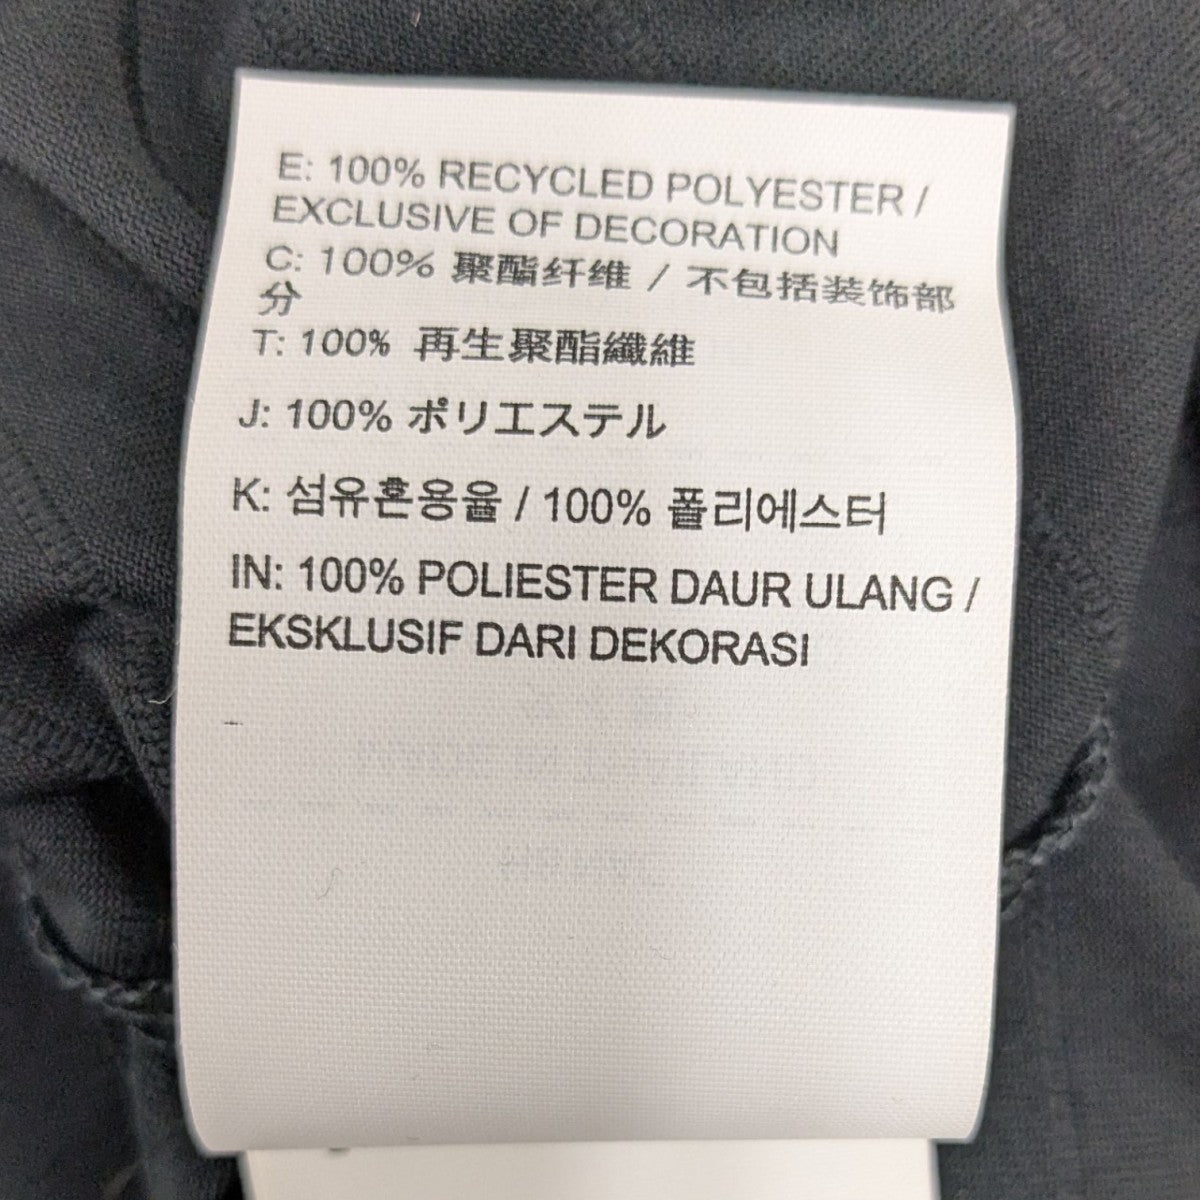 E: 100% RECYCLED POLYESTER /
EXCLUSIVE OF DECORATION
C: 100% 聚酯纤维 / 不包括装饰部
分
T: 100% 再生聚酯纖維
J: 100% ポリエステル
K: 섬유혼용율 / 100% 폴리에스터
IN: 100% POLIESTER DAUR ULANG /
EKSKLUSIF DARI DEKORASI